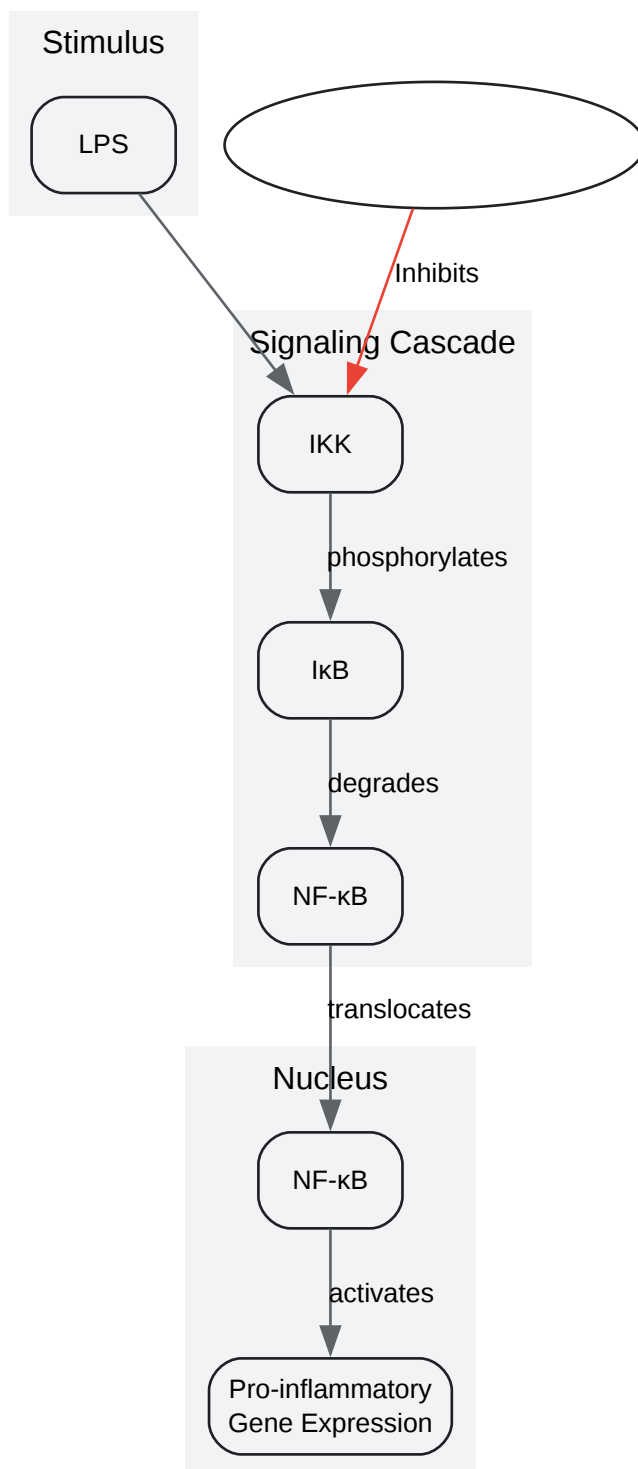 Stimulus
LPS
Inhibits
Signaling Cascade
IKK
phosphorylates
IκB
degrades
NF-κB
translocates
Nucleus
NF-κB
activates
Pro-inflammatory
Gene Expression